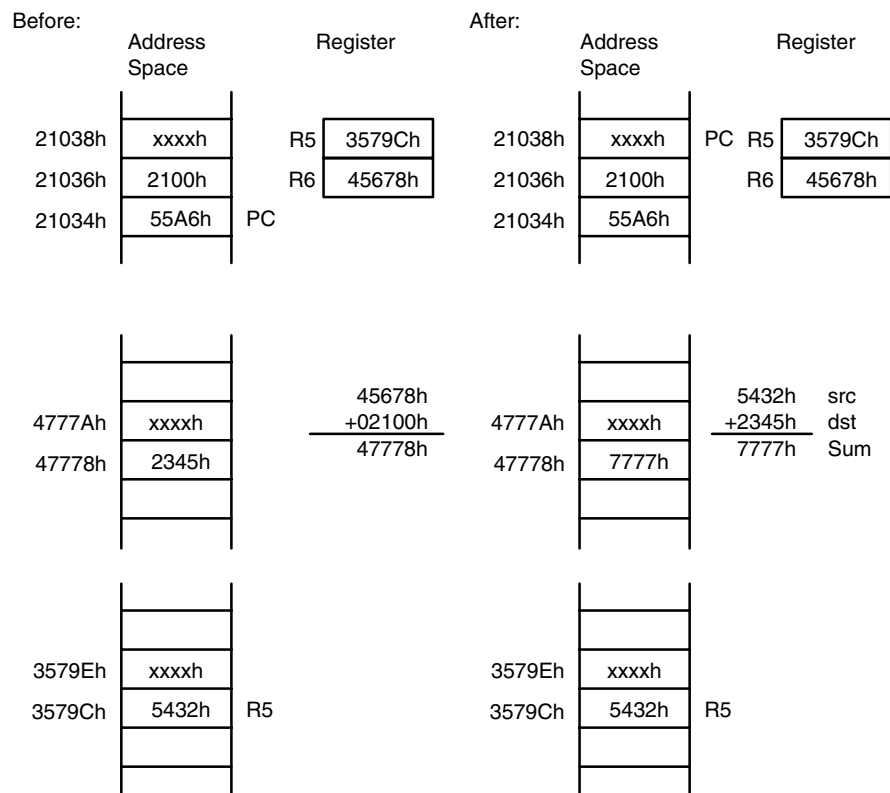 Before:
After:
Address Space
Register
Address Space
Register
21038h xxxxh R5 3579Ch
21038h xxxxh PC R5 3579Ch
21036h 2100h R6 45678h
21036h 2100h R6 45678h
21034h 55A6h PC
21034h 55A6h
45678h
5432h src
4777Ah xxxxh +02100h
4777Ah xxxxh +2345h dst
47778h 2345h 47778h
47778h 7777h 7777h Sum
3579Eh xxxxh
3579Eh xxxxh
3579Ch 5432h R5
3579Ch 5432h R5